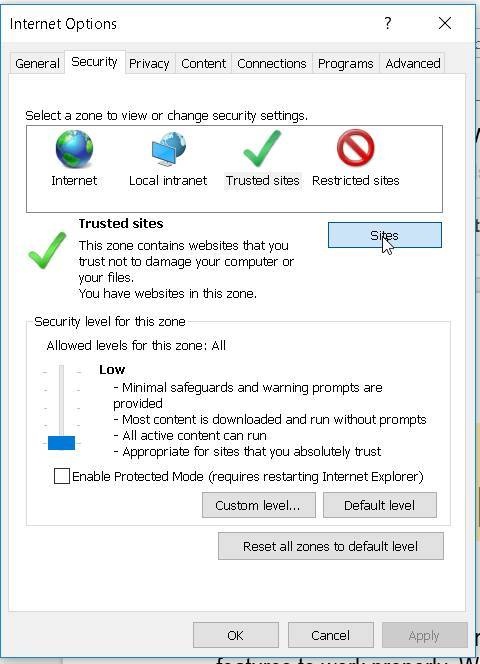 Internet Options
?
General Security Privacy Content Connections Programs Advanced
Select a zone to view or change security settings.
Internet Local intranet Trusted sites Restricted sites
Trusted sites
Sites
This zone contains websites that you
trust not to damage your computer or
your files.
You have websites in this zone.
Security level for this zone
Allowed levels for this zone: All
Low
- Minimal safeguards and warning prompts are
provided
- Most content is downloaded and run without prompts
- All active content can run
- Appropriate for sites that you absolutely trust
Enable Protected Mode (requires restarting Internet Explorer)
Custom level... Default level
Reset all zones to default level
OK Cancel Apply
features to work properly. W